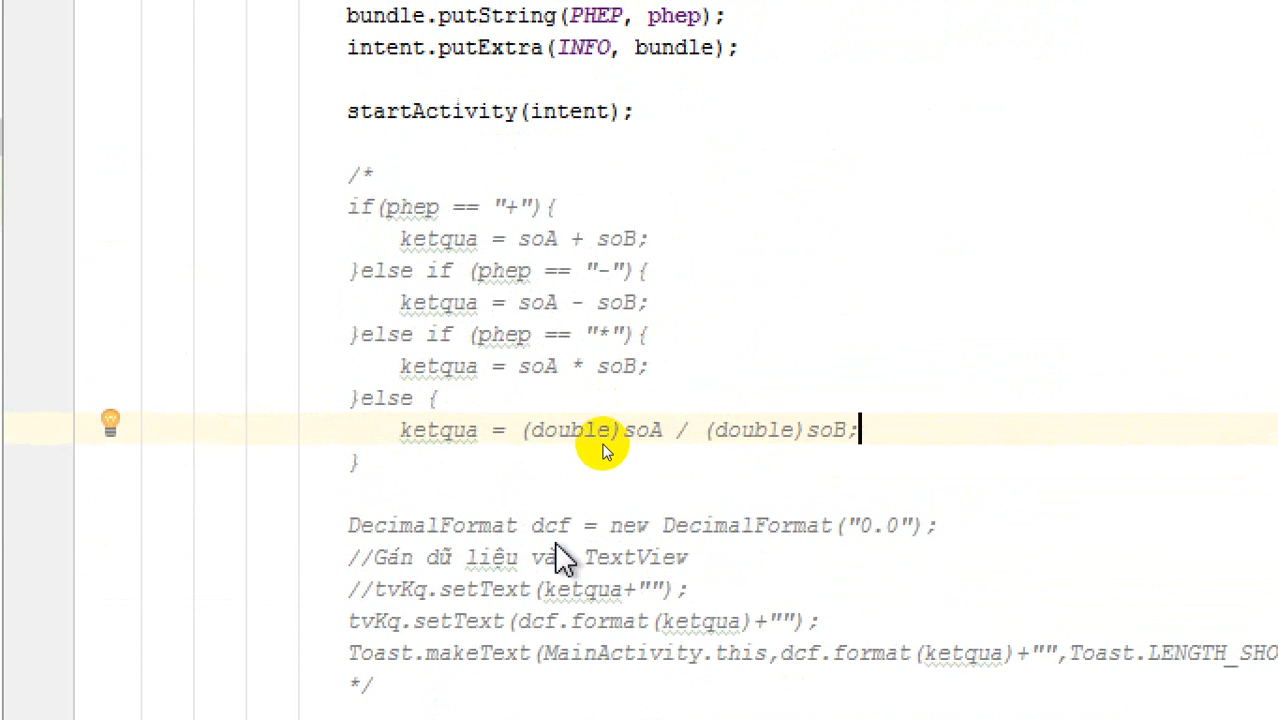 bundle.putString(PHEP, phep);
intent.putExtra(INFO, bundle);
startActivity(intent);
/*
if(phep == "+"){
ketqua = soA + soB;
}else if (phep == "-"){
ketqua = soA - soB;
}else if (phep == "*"){
ketqua = soA * soB;
}else {
ketqua = (double)soA / (double)soB;
}
DecimalFormat dcf = new DecimalFormat("0.0");
//Gán dữ liệu và TextView
//tvKq.setText(ketqua+"");
tvKq.setText(dcf.format(ketqua)+"");
Toast.makeText(MainActivity.this,dcf.format(ketqua)+"",Toast.LENGTH_SHO
*/